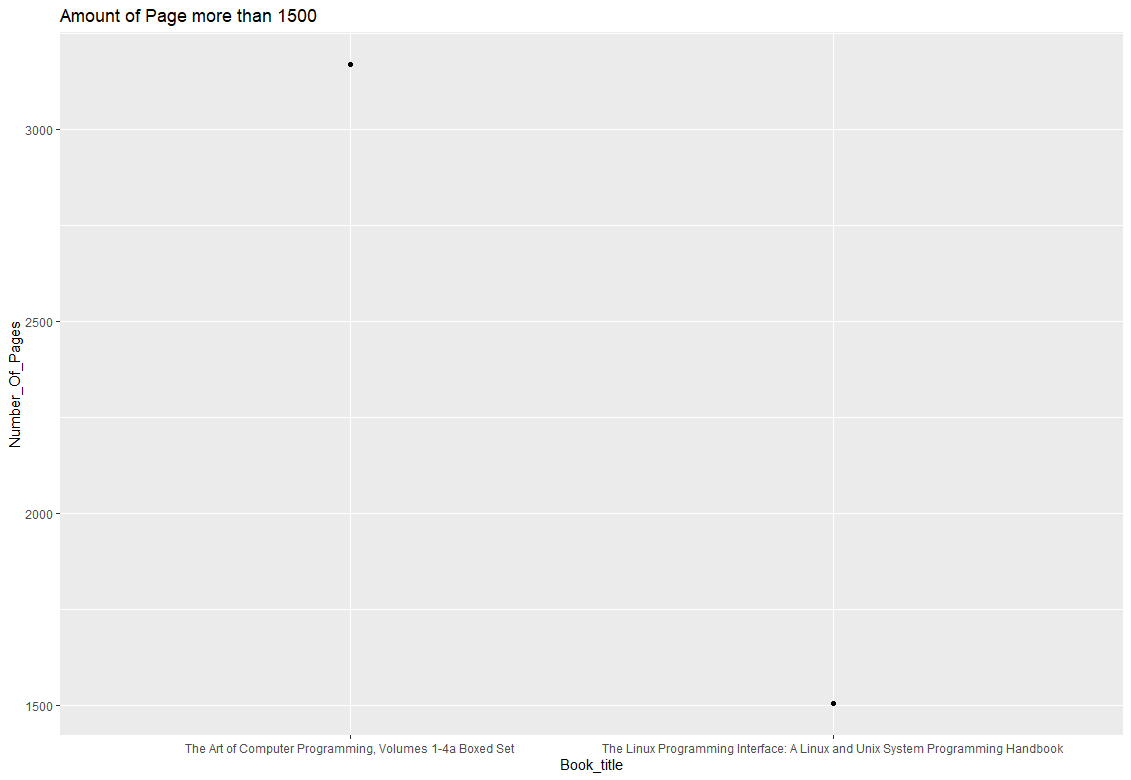 Amount of Page more than 1500
Number_Of_Pages
3000
2500
2000
1500
The Art of Computer Programming, Volumes 1-4a Boxed Set
The Linux Programming Interface: A Linux and Unix System Programming Handbook
Book_title